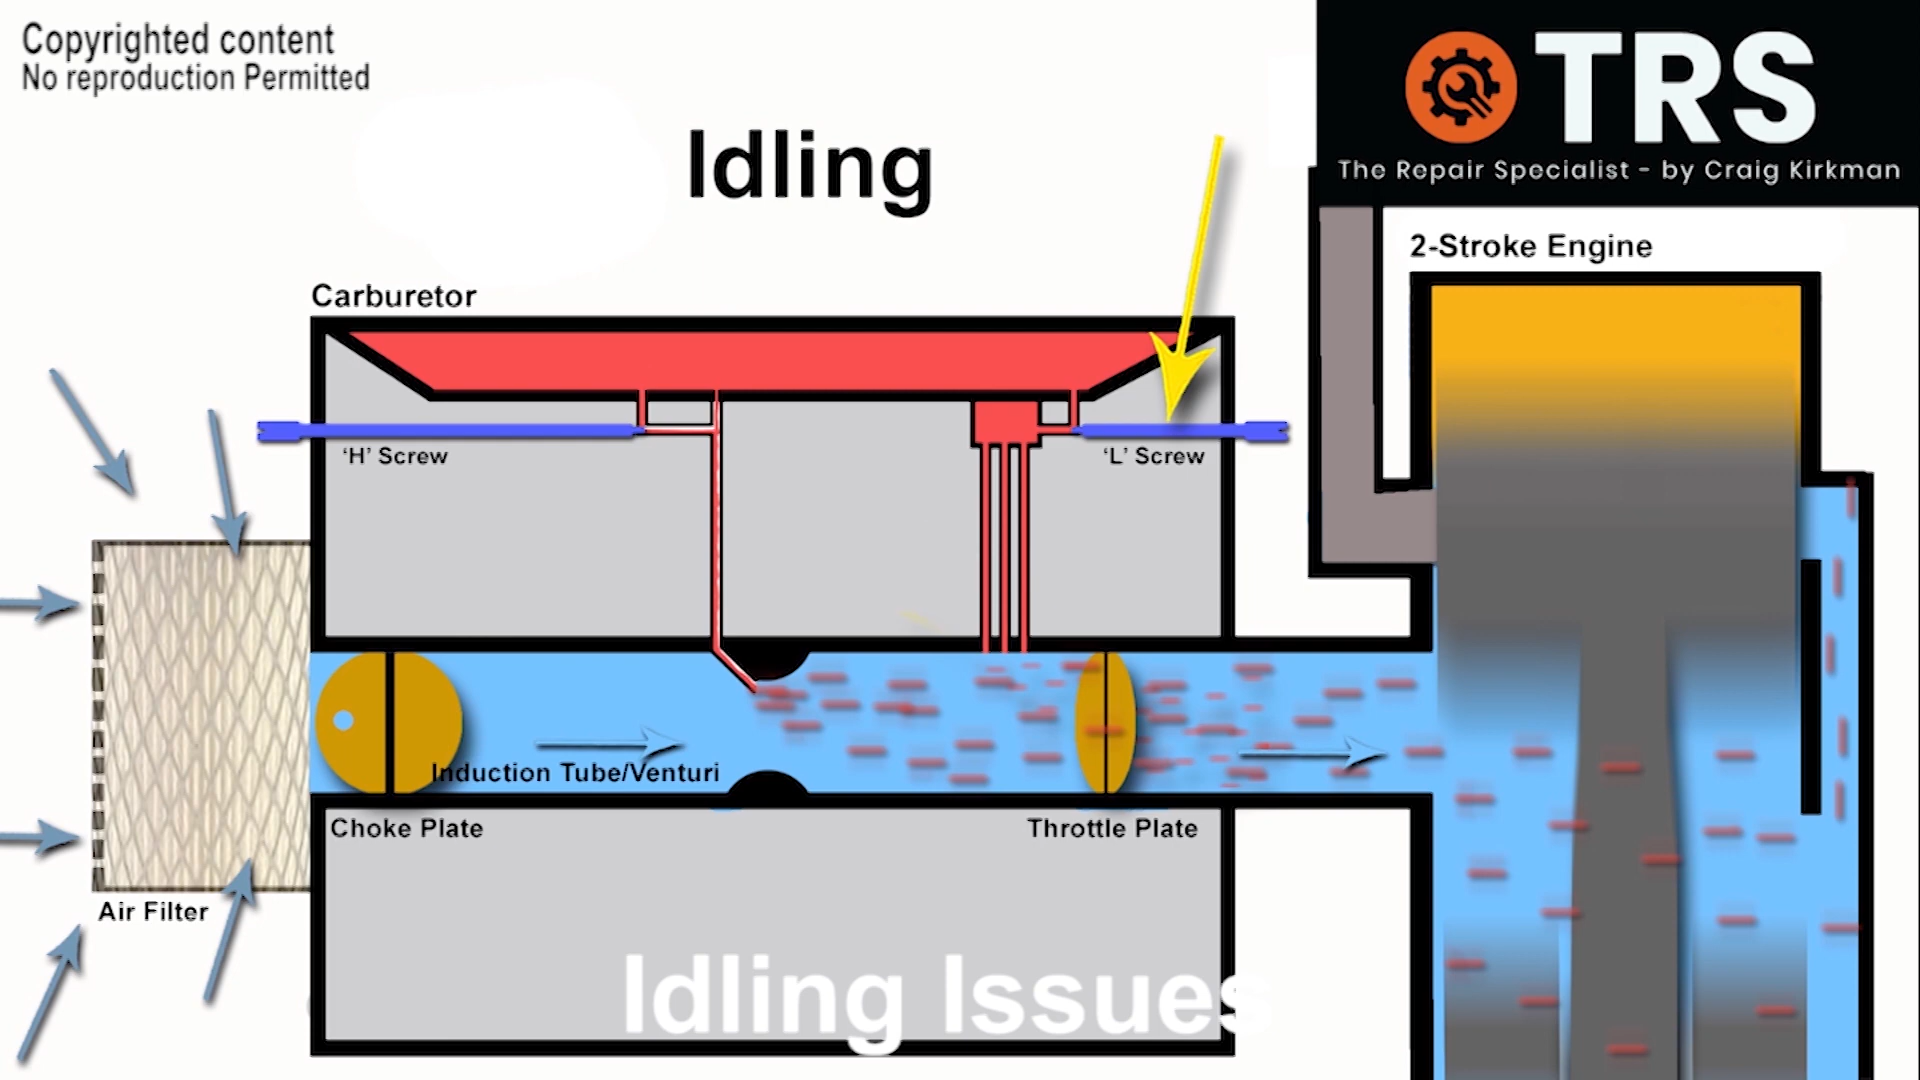 Copyrighted content
No reproduction Permitted
TRS
The Repair Specialist - by Craig Kirkman
Idling
2-Stroke Engine
Carburetor
‘H’ Screw
‘L’ Screw
Induction Tube/Venturi
Choke Plate
Throttle Plate
Air Filter
Idling Issues